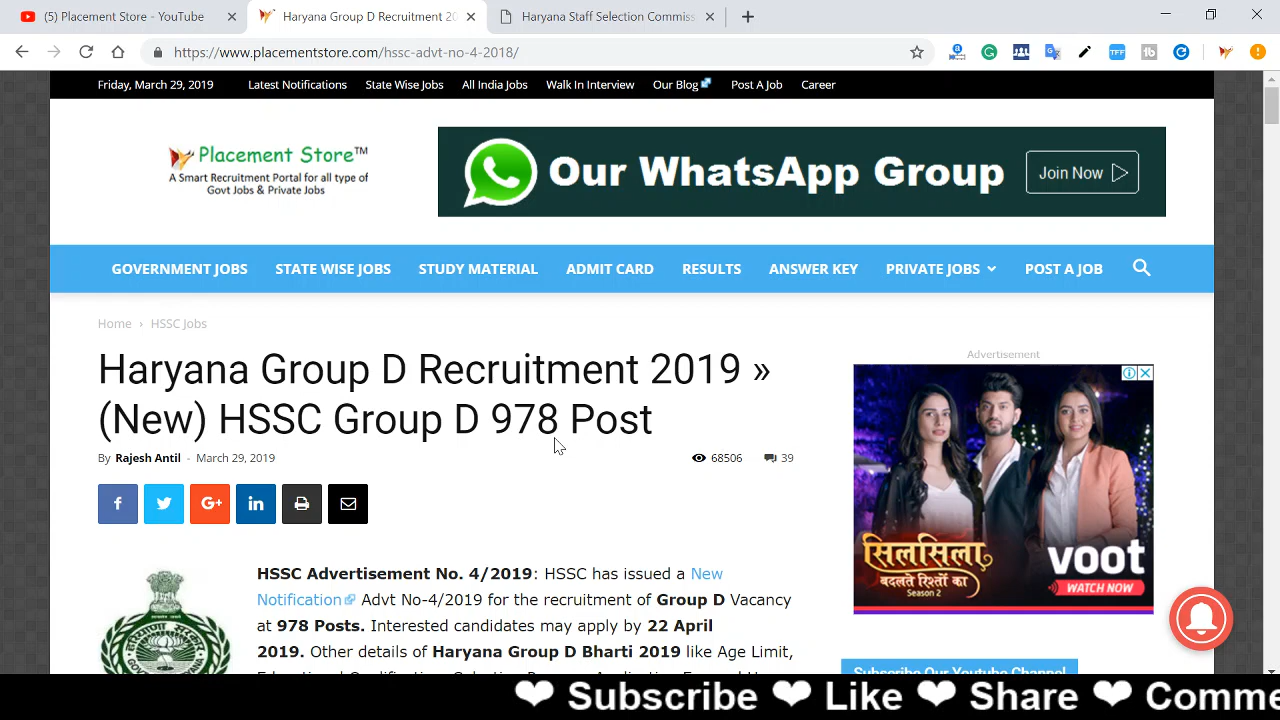 (5) Placement Store - YouTube
Haryana Group D Recruitment 20
Haryana Staff Selection Commiss
https://www.placementstore.com/hssc-advt-no-4-2018/
Friday, March 29, 2019 Latest Notifications State Wise Jobs All India Jobs Walk In Interview Our Blog Post A Job Career
Placement Store™
A Smart Recruitment Portal for all type of
Govt Jobs & Private Jobs
Our WhatsApp Group
Join Now
GOVERNMENT JOBS STATE WISE JOBS STUDY MATERIAL ADMIT CARD RESULTS ANSWER KEY PRIVATE JOBS POST A JOB
Home › HSSC Jobs
Haryana Group D Recruitment 2019 »
(New) HSSC Group D 978 Post
By Rajesh Antil - March 29, 2019
68506 39
HSSC Advertisement No. 4/2019: HSSC has issued a New
Notification Advt No-4/2019 for the recruitment of Group D Vacancy
at 978 Posts. Interested candidates may apply by 22 April
2019. Other details of Haryana Group D Bharti 2019 like Age Limit,
Advertisement
सिलसिला
बदलते रिश्तों का
Season 2
voot
WATCH NOW
Subscribe Our Youtube Channel
❤ Subscribe ❤ Like ❤ Share ❤ Comme